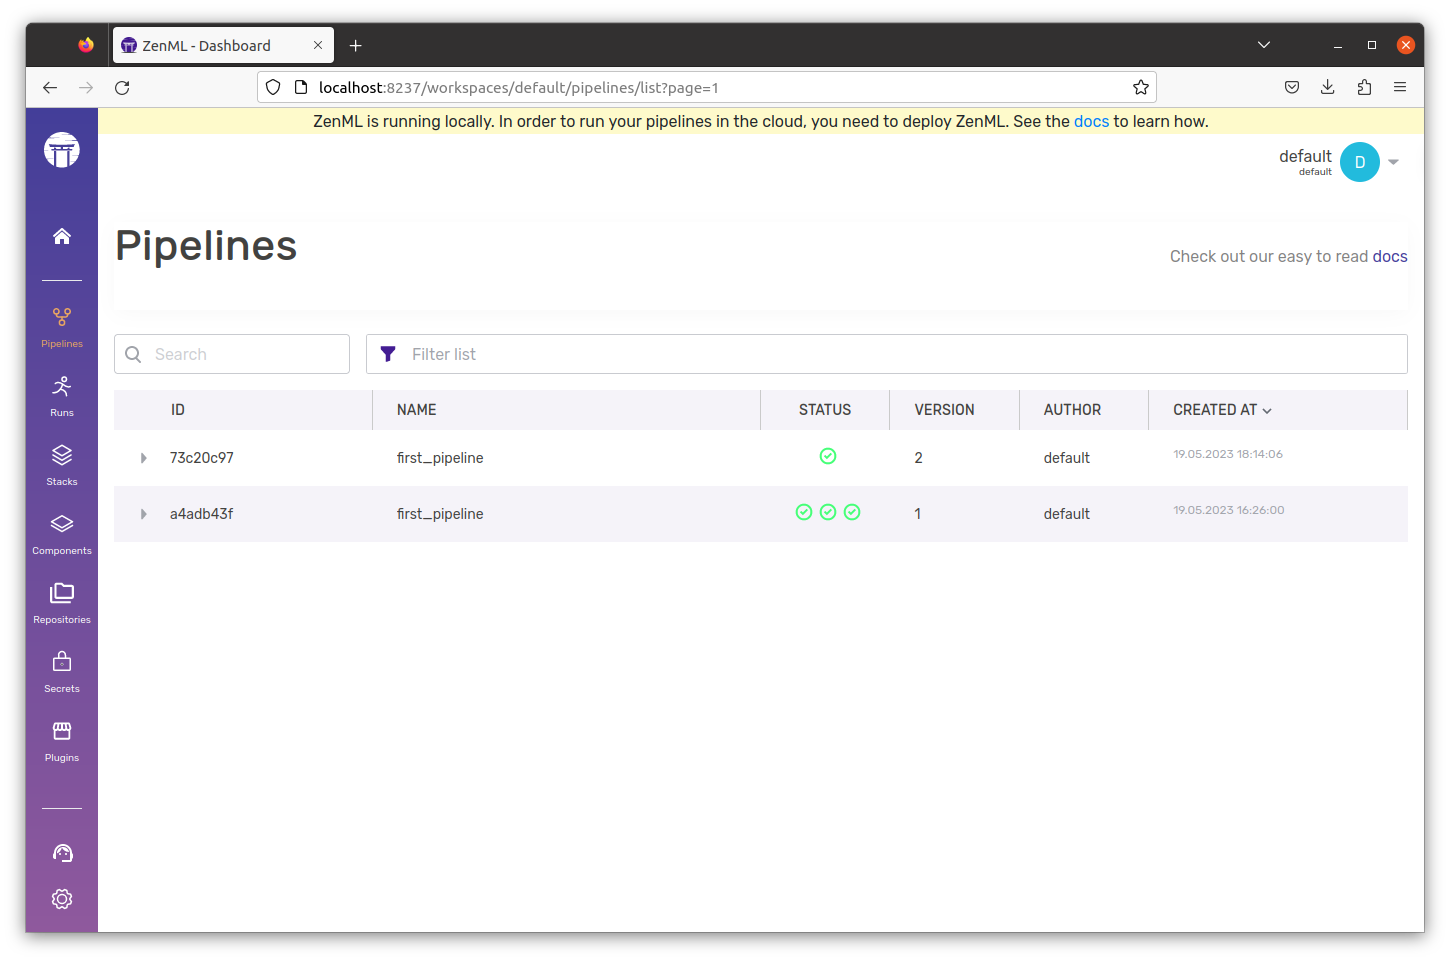 ZenML - Dashboard
localhost:8237/workspaces/default/pipelines/list?page=1
ZenML is running locally. In order to run your pipelines in the cloud, you need to deploy ZenML. See the docs to learn how.
default
default
D
Pipelines
Check out our easy to read docs
Search
Filter list
ID NAME STATUS VERSION AUTHOR CREATED AT
73c20c97 first_pipeline 2 default 19.05.2023 18:14:06
a4adb43f first_pipeline 1 default 19.05.2023 16:26:00
Pipelines
Runs
Stacks
Components
Repositories
Secrets
Plugins